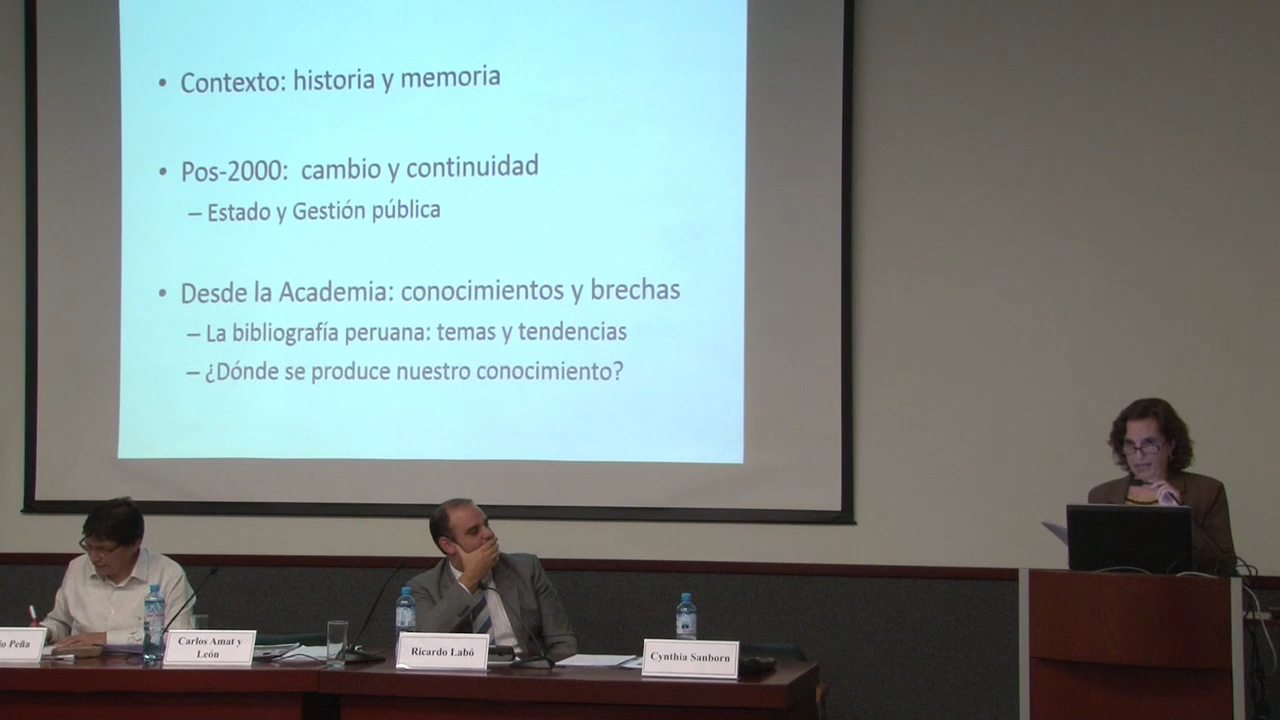 • Contexto: historia y memoria
• Pos-2000: cambio y continuidad
– Estado y Gestión pública
• Desde la Academia: conocimientos y brechas
– La bibliografía peruana: temas y tendencias
– ¿Dónde se produce nuestro conocimiento?
Peña
Carlos Amat y
León
Ricardo Labó
Cynthia Sanborn